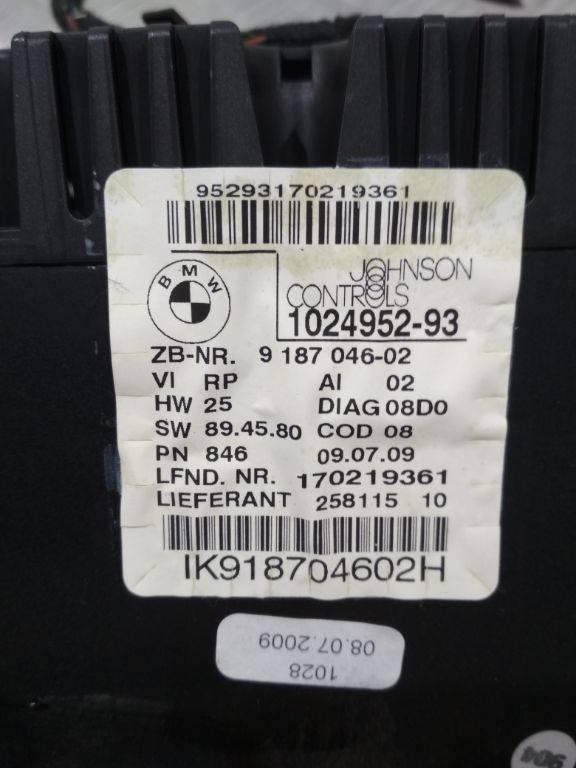 95293170219361
BMW
JOHNSON
CONTROLS
1024952-93
ZB-NR. 9 187 046-02
VI RP AI 02
HW 25 DIAG 08D0
SW 89.45.80 COD 08
PN 846 09.07.09
LFND. NR. 170219361
LIEFERANT 258115 10
IK918704602H
1028
08.07.2009
904